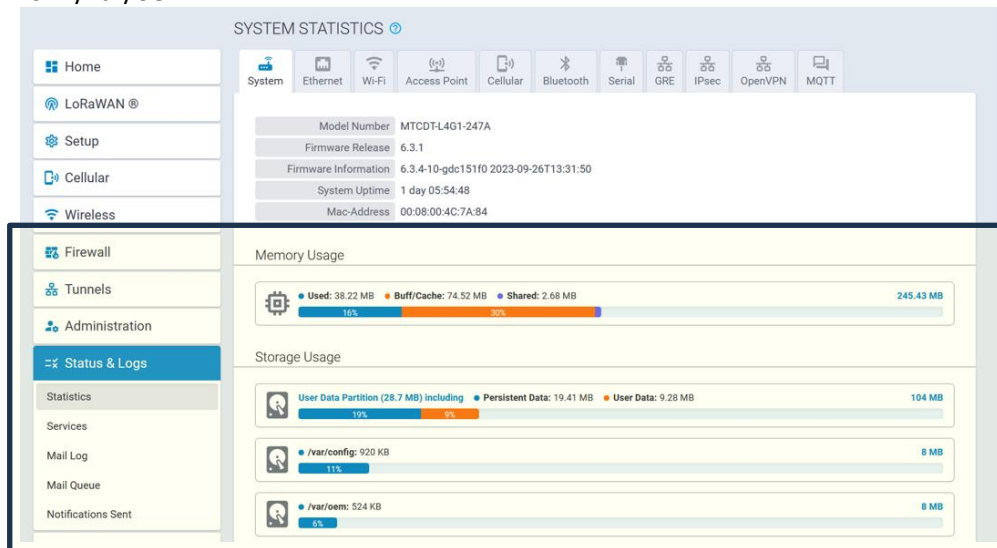 SYSTEM STATISTICS ?
Home
LoRaWAN ®
Setup
Cellular
Wireless
Firewall
Tunnels
Administration
Status & Logs
Statistics
Services
Mail Log
Mail Queue
Notifications Sent
System Ethernet Wi-Fi Access Point Cellular Bluetooth Serial GRE IPsec OpenVPN MQTT
Model Number MTCDT-L4G1-247A
Firmware Release 6.3.1
Firmware Information 6.3.4-10-gdc151f0 2023-09-26T13:31:50
System Uptime 1 day 05:54:48
Mac-Address 00:08:00:4C:7A:84
Memory Usage
Used: 38.22 MB Buff/Cache: 74.52 MB Shared: 2.68 MB 245.43 MB
16% 30%
Storage Usage
User Data Partition (28.7 MB) including Persistent Data: 19.41 MB User Data: 9.28 MB 104 MB
19% 9%
/var/config: 920 KB 8 MB
11%
/var/oem: 524 KB 8 MB
6%